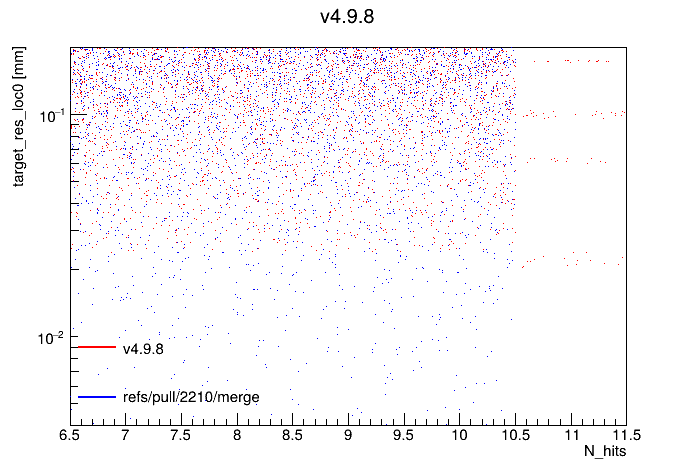 v4.9.8
target_res_loc0 [mm]
10⁻¹
10⁻²
v4.9.8
refs/pull/2210/merge
6.5 7 7.5 8 8.5 9 9.5 10 10.5 11 11.5
N_hits